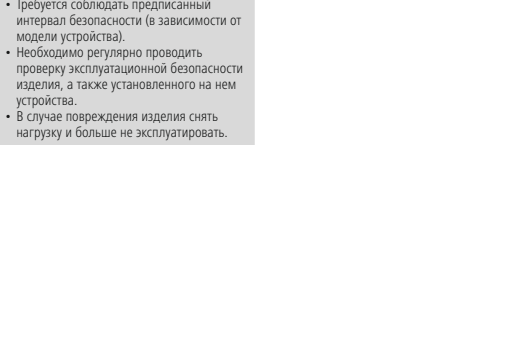 • Требуется соблюдать предписанный
интервал безопасности (в зависимости от
модели устройства).
• Необходимо регулярно проводить
проверку эксплуатационной безопасности
изделия, а также установленного на нем
устройства.
• В случае повреждения изделия снять
нагрузку и больше не эксплуатировать.